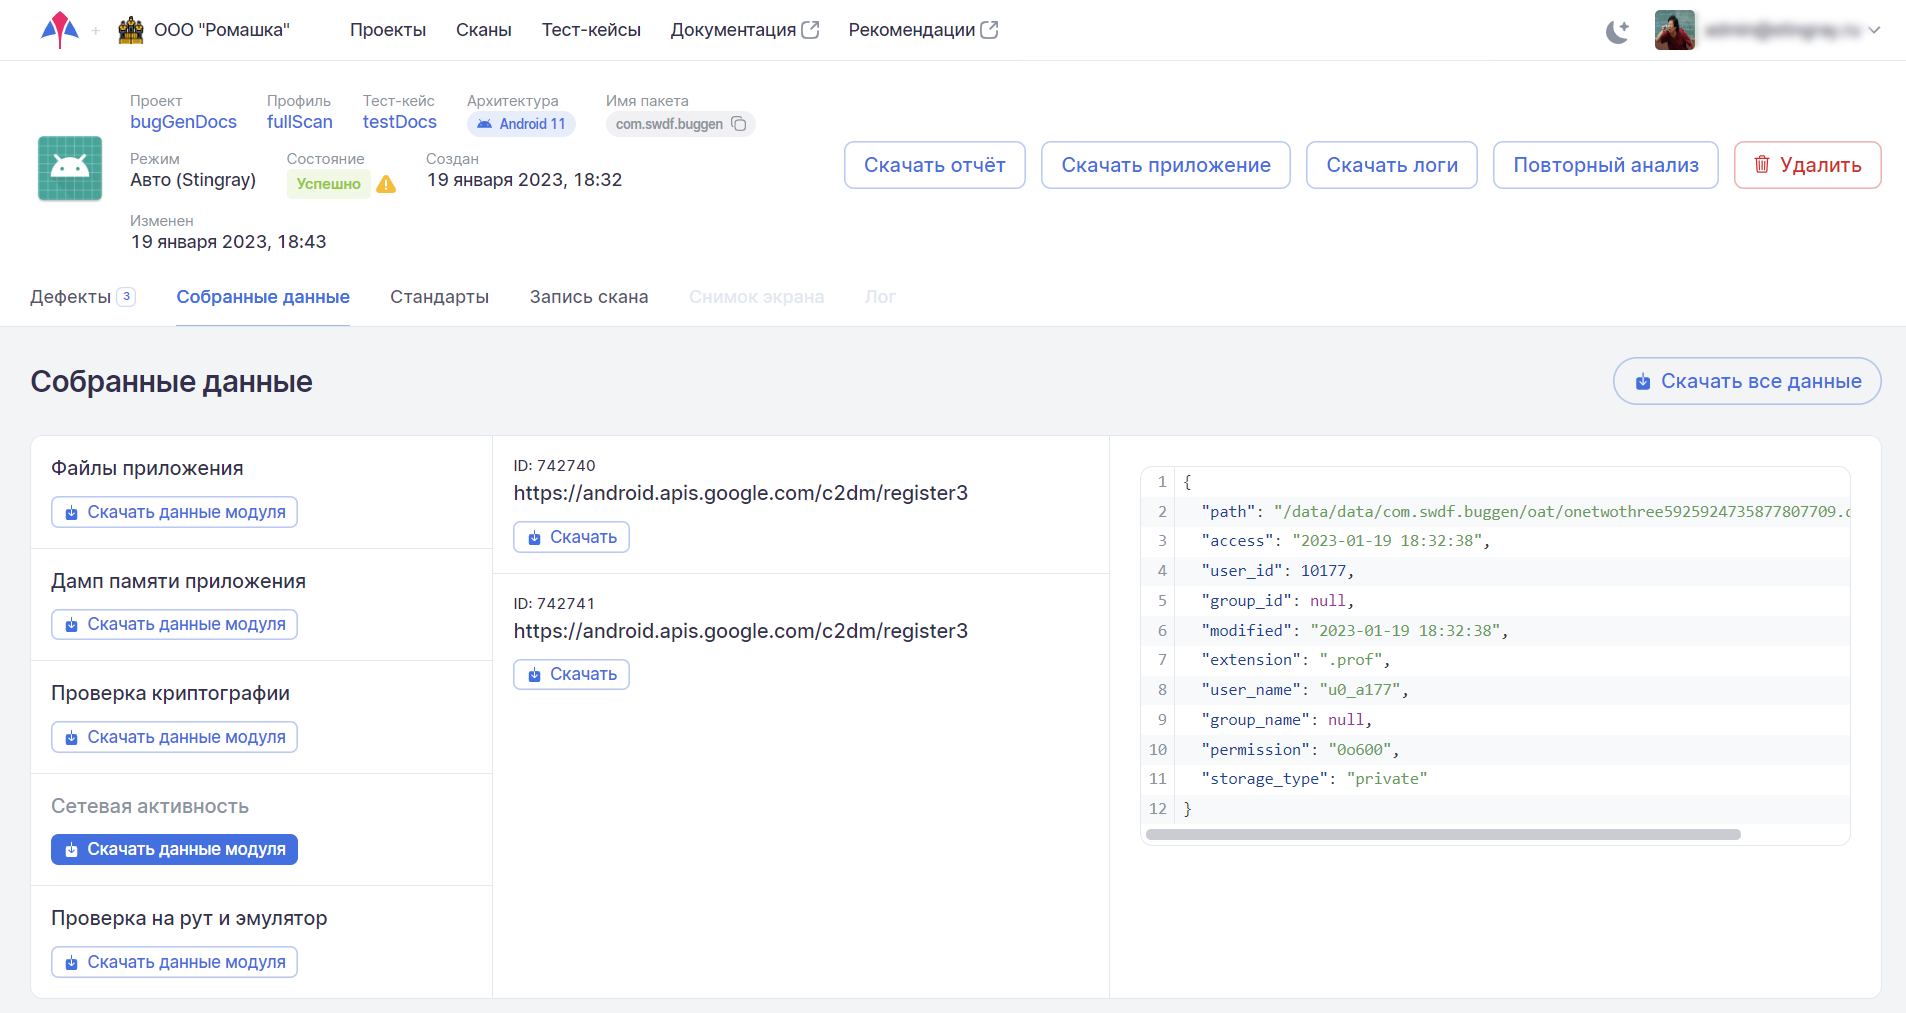 ООО "Ромашка"
Проекты
Сканы
Тест-кейсы
Документация
Рекомендации
Проект
bugGenDocs
Профиль
fullScan
Тест-кейс
testDocs
Архитектура
Android 11
Имя пакета
com.swdf.buggen
Режим
Авто (Stingray)
Состояние
Успешно
Создан
19 января 2023, 18:32
Изменен
19 января 2023, 18:43
Скачать отчёт
Скачать приложение
Скачать логи
Повторный анализ
Удалить
Дефекты 3
Собранные данные
Стандарты
Запись скана
Снимок экрана
Лог
Собранные данные
Скачать все данные
Файлы приложения
Скачать данные модуля
Дамп памяти приложения
Скачать данные модуля
Проверка криптографии
Скачать данные модуля
Сетевая активность
Скачать данные модуля
Проверка на рут и эмулятор
Скачать данные модуля
ID: 742740
https://android.apis.google.com/c2dm/register3
Скачать
ID: 742741
https://android.apis.google.com/c2dm/register3
Скачать
1 {
2 "path": "/data/data/com.swdf.buggen/oat/onetwothree5925924735877807709.
3 "access": "2023-01-19 18:32:38",
4 "user_id": 10177,
5 "group_id": null,
6 "modified": "2023-01-19 18:32:38",
7 "extension": ".prof",
8 "user_name": "u0_a177",
9 "group_name": null,
10 "permission": "0o600",
11 "storage_type": "private"
12 }